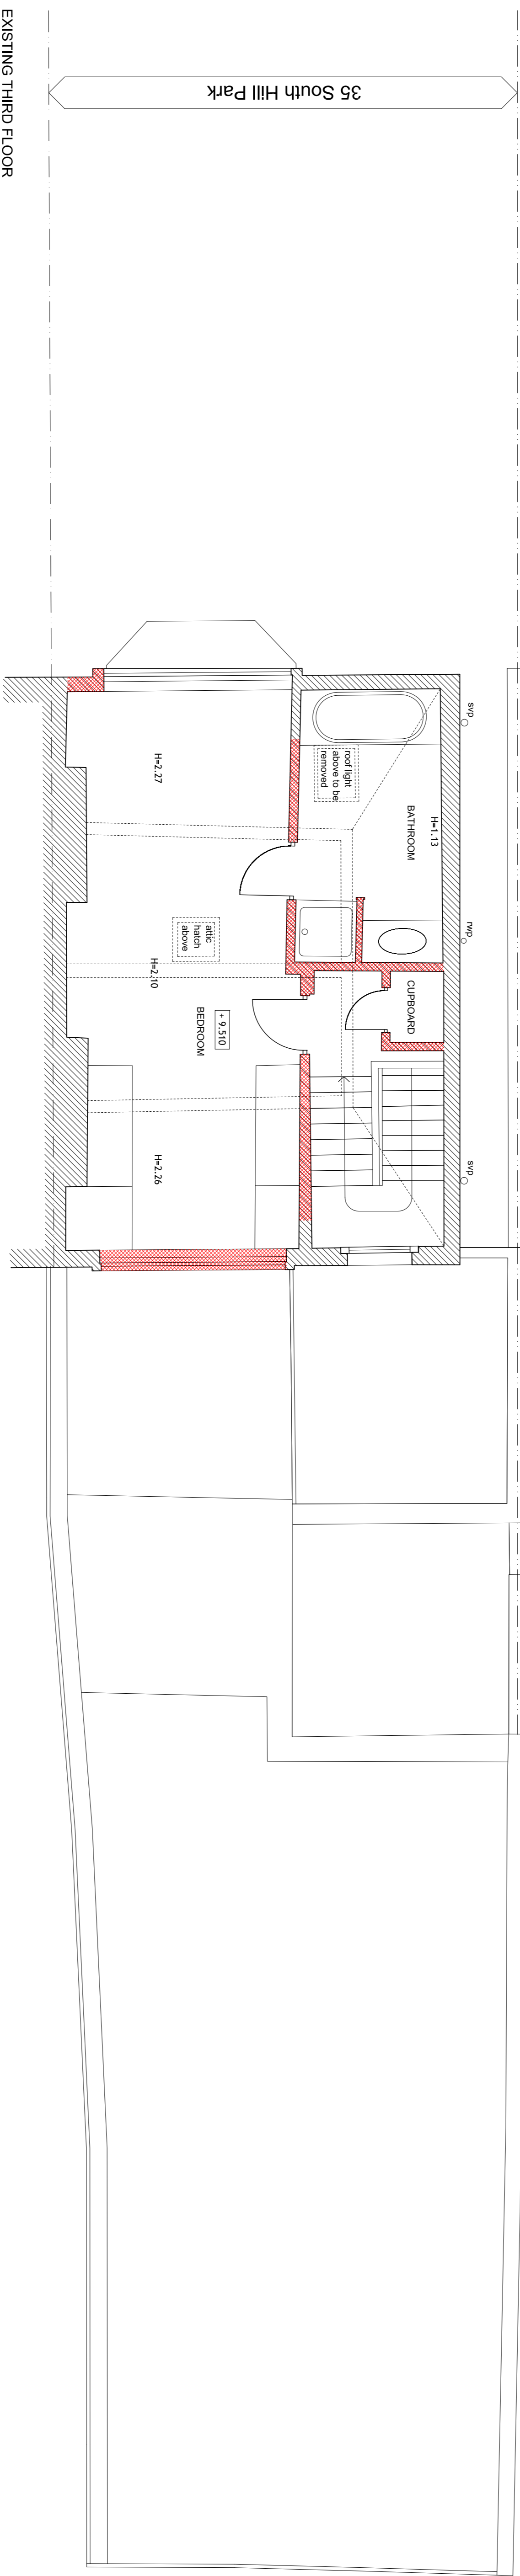 EXISTING THIRD FLOOR
35 South Hill Park
svp
rwp
svp
H=1.13
BATHROOM
CUPBOARD
roof light
above to be
removed
+ 9.510
BEDROOM
attic
hatch
above
H=2.27
H=2.10
H=2.26